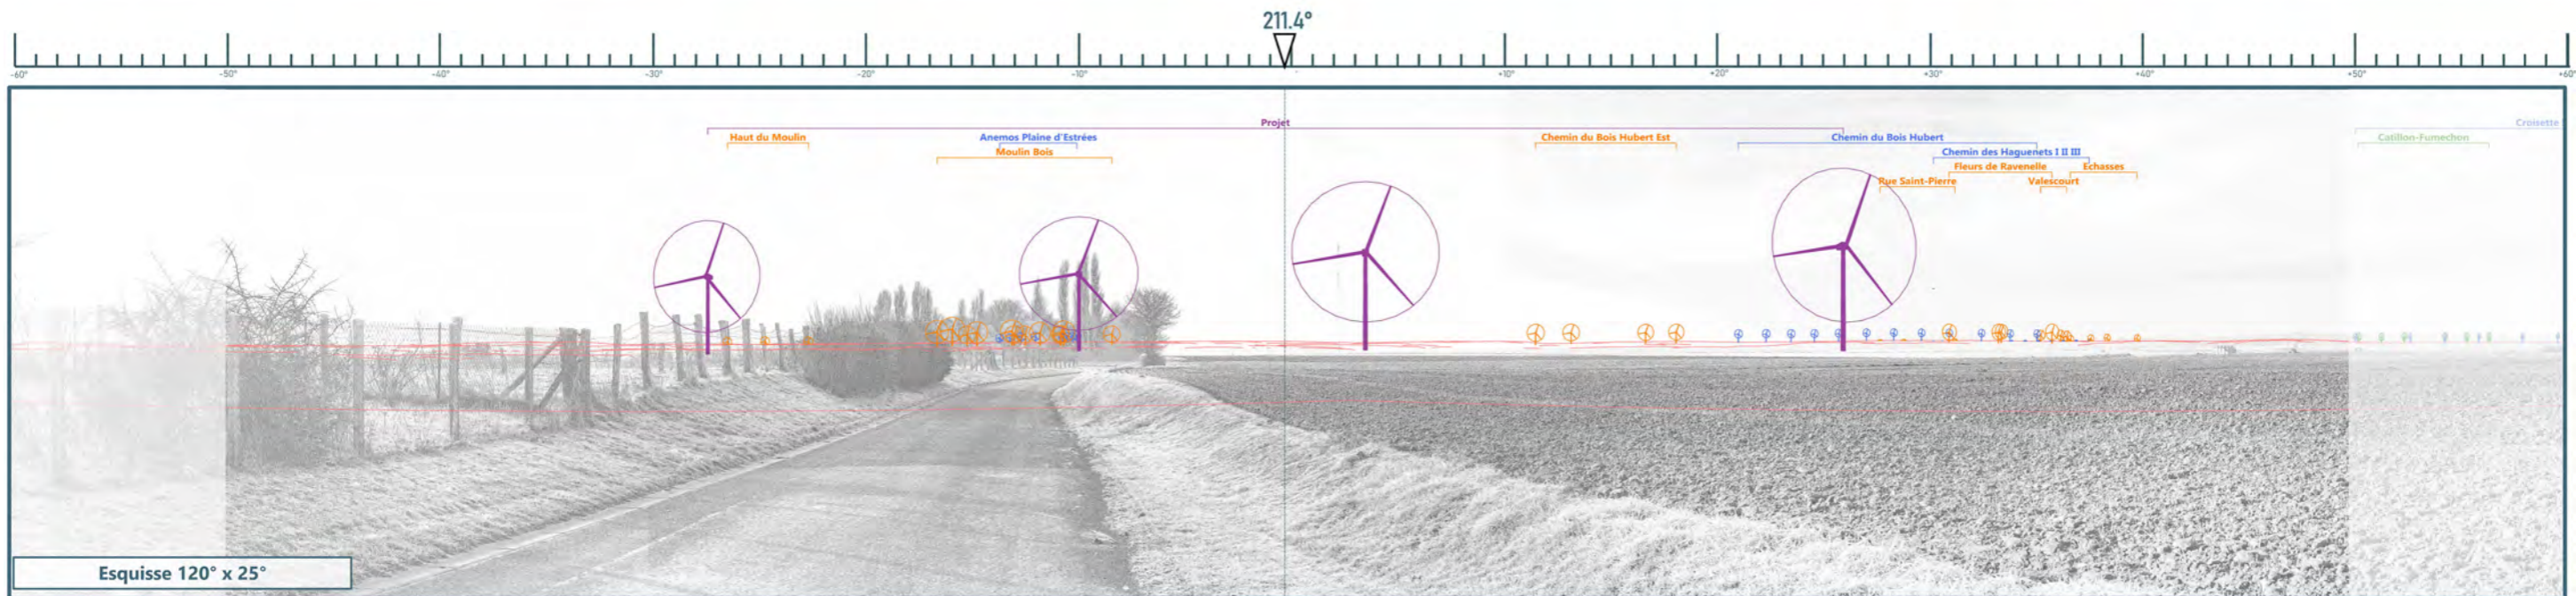 211.4°
-60° -50° -40° -30° -20° -10° +10° +20° +30° +40° +50° +60°
Projet
Croisette
Haut du Moulin Anemos Plaine d'Estrées Chemin du Bois Hubert Est Chemin du Bois Hubert Catillon-Fumechon
Moulin Bois Chemin des Haguenets I II III
Fleurs de Ravenelle Echasses
Rue Saint-Pierre Valescourt
Esquisse 120° x 25°